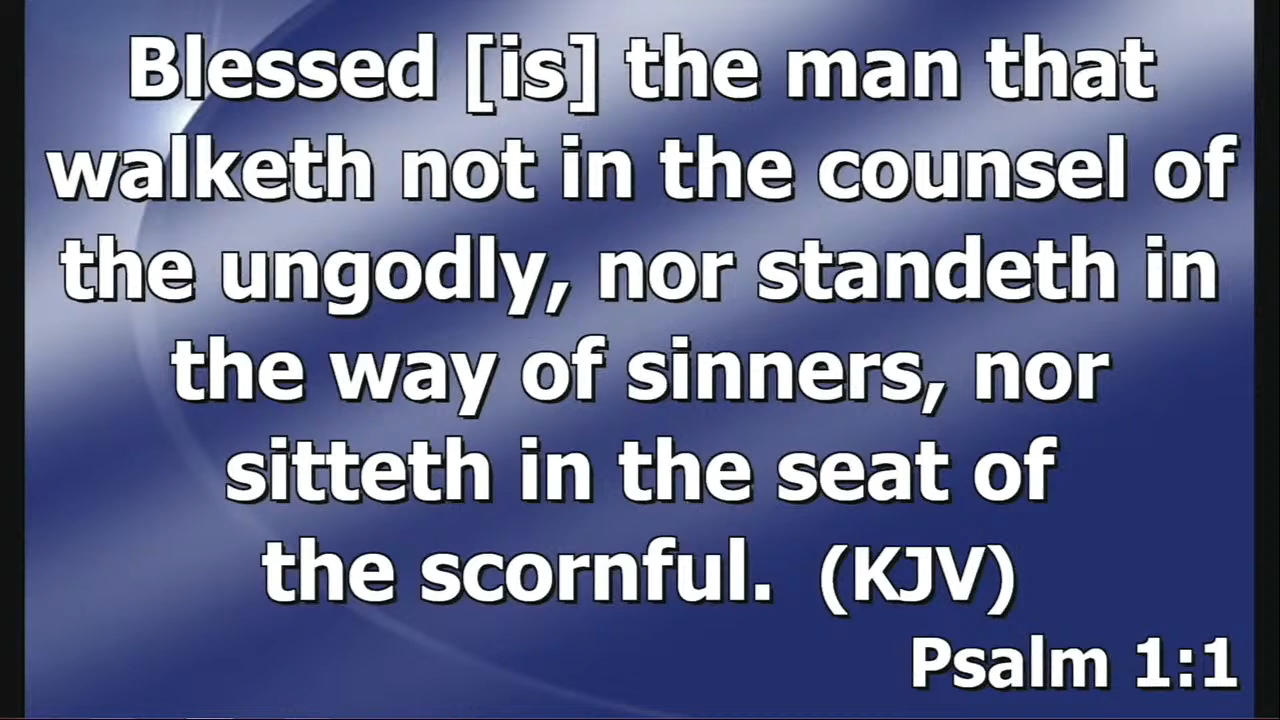 Blessed [is] the man that
walketh not in the counsel of
the ungodly, nor standeth in
the way of sinners, nor
sitteth in the seat of
the scornful. (KJV)
Psalm 1:1